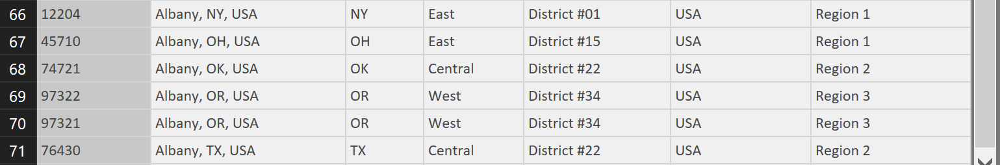 66 12204 Albany, NY, USA NY East District #01 USA Region 1
67 45710 Albany, OH, USA OH East District #15 USA Region 1
68 74721 Albany, OK, USA OK Central District #22 USA Region 2
69 97322 Albany, OR, USA OR West District #34 USA Region 3
70 97321 Albany, OR, USA OR West District #34 USA Region 3
71 76430 Albany, TX, USA TX Central District #22 USA Region 2